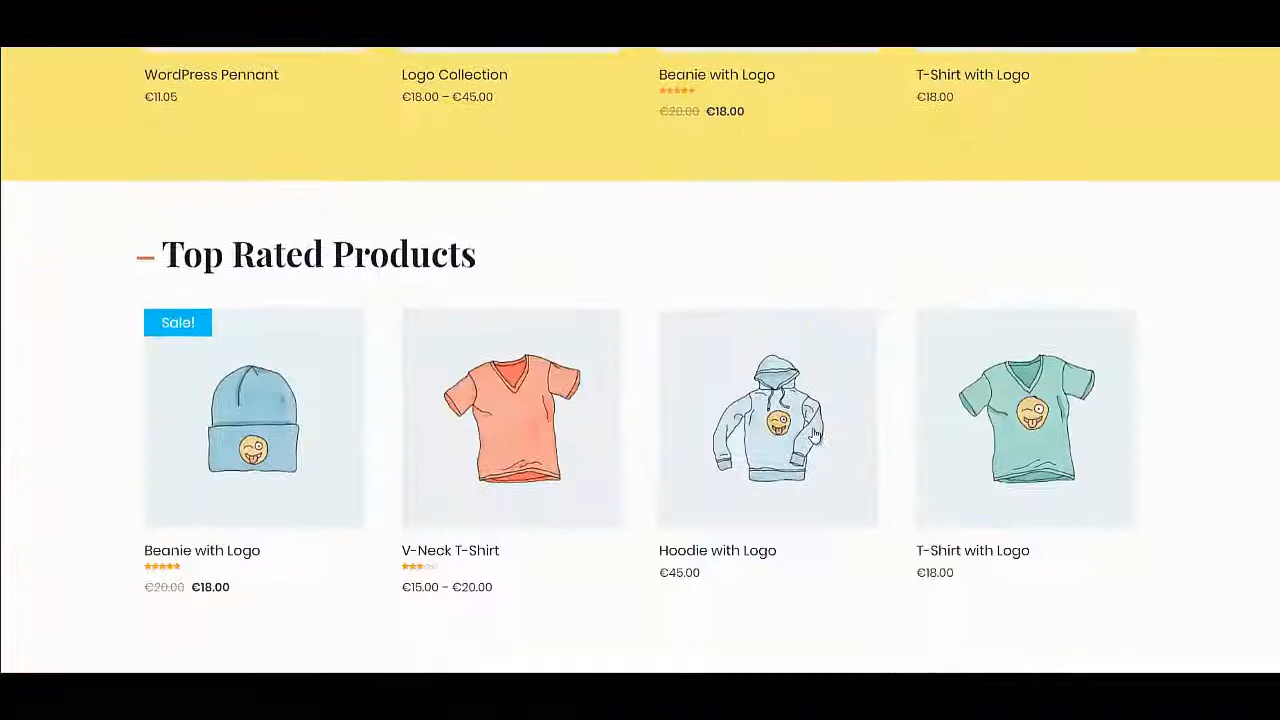 WordPress Pennant
€11.05
Logo Collection
€18.00 – €45.00
Beanie with Logo
€20.00 €18.00
T-Shirt with Logo
€18.00
Top Rated Products
Sale!
Beanie with Logo
€20.00 €18.00
V-Neck T-Shirt
€15.00 – €20.00
Hoodie with Logo
€45.00
T-Shirt with Logo
€18.00